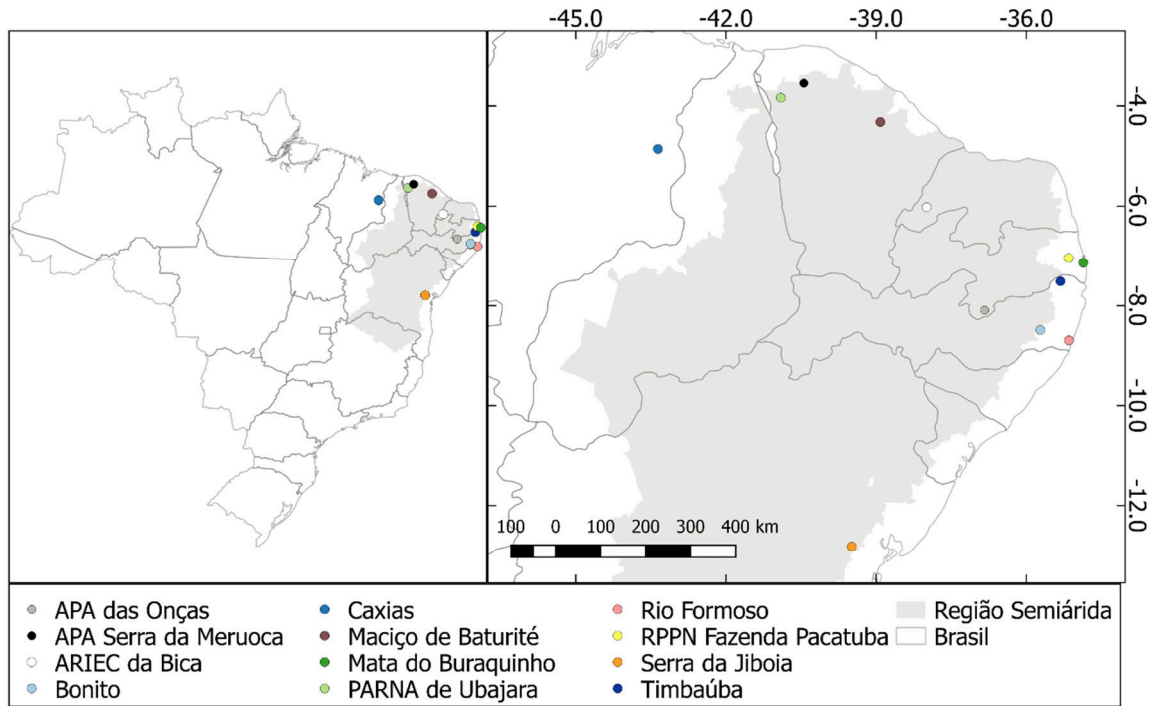 -45.0 -42.0 -39.0 -36.0
-4.0
-6.0
-8.0
-10.0
-12.0
100 0 100 200 300 400 km
APA das Onças Caxias Rio Formoso Região Semiárida
APA Serra da Meruoca Maciço de Baturité RPPN Fazenda Pacatuba Brasil
ARIEC da Bica Mata do Buraquinho Serra da Jiboia
Bonito PARNA de Ubajara Timbaúba